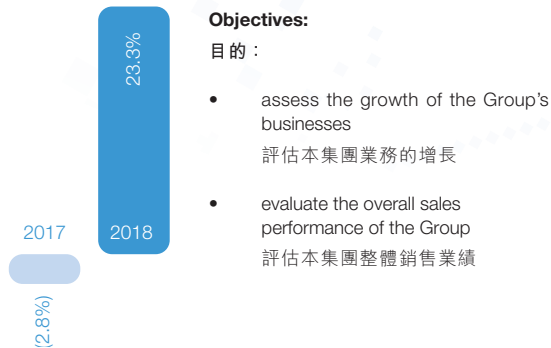 23.3%
2017
2018
(2.8%)
Objectives:
目的：
• assess the growth of the Group’s
businesses
評估本集團業務的增長
• evaluate the overall sales
performance of the Group
評估本集團整體銷售業績